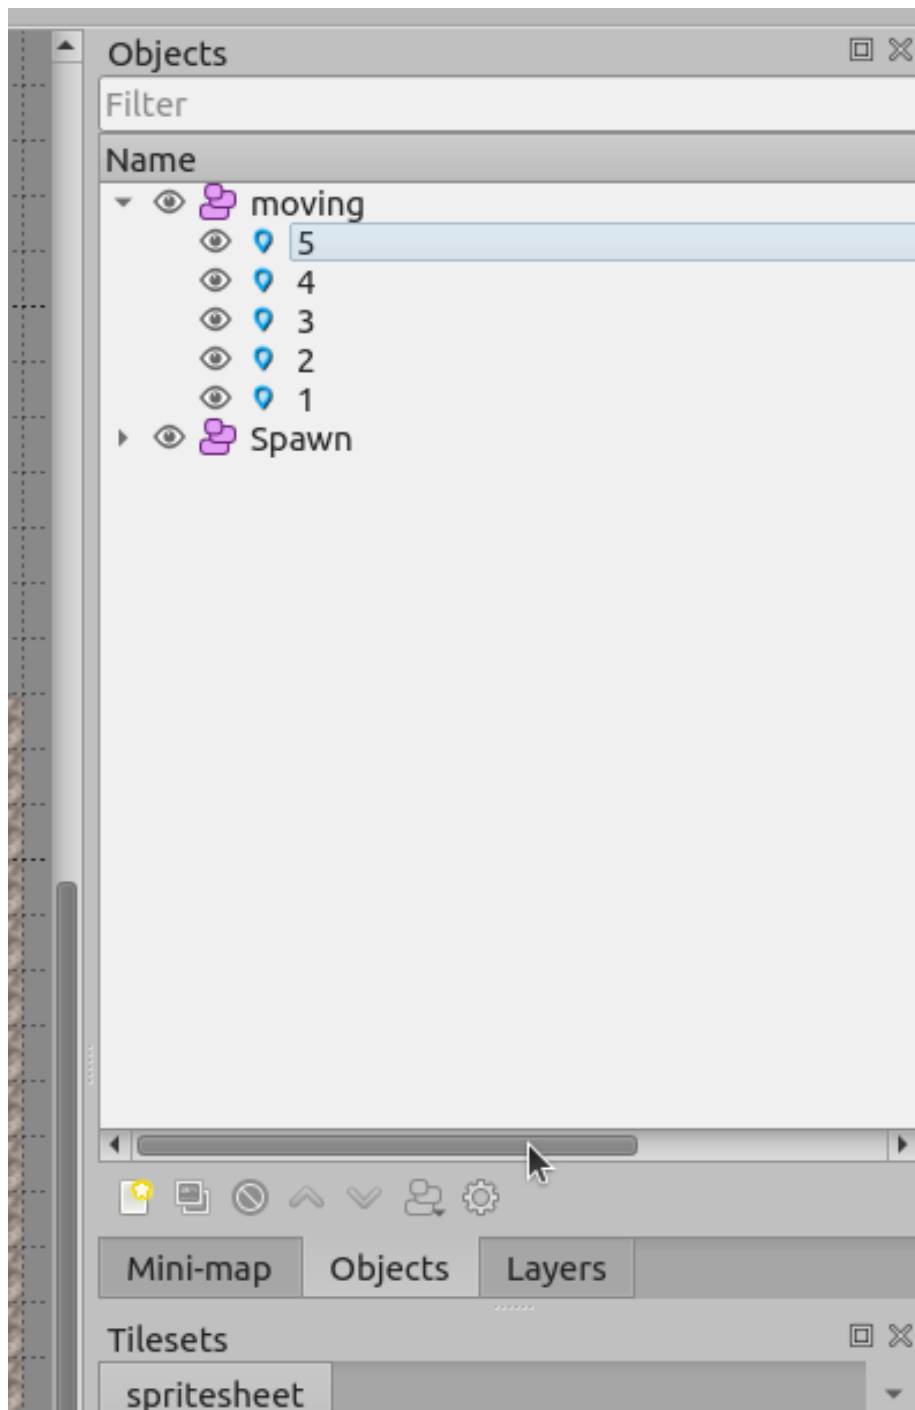 Objects
Filter
Name
moving
5
4
3
2
1
Spawn
Mini-map Objects Layers
Tilesets
spritesheet